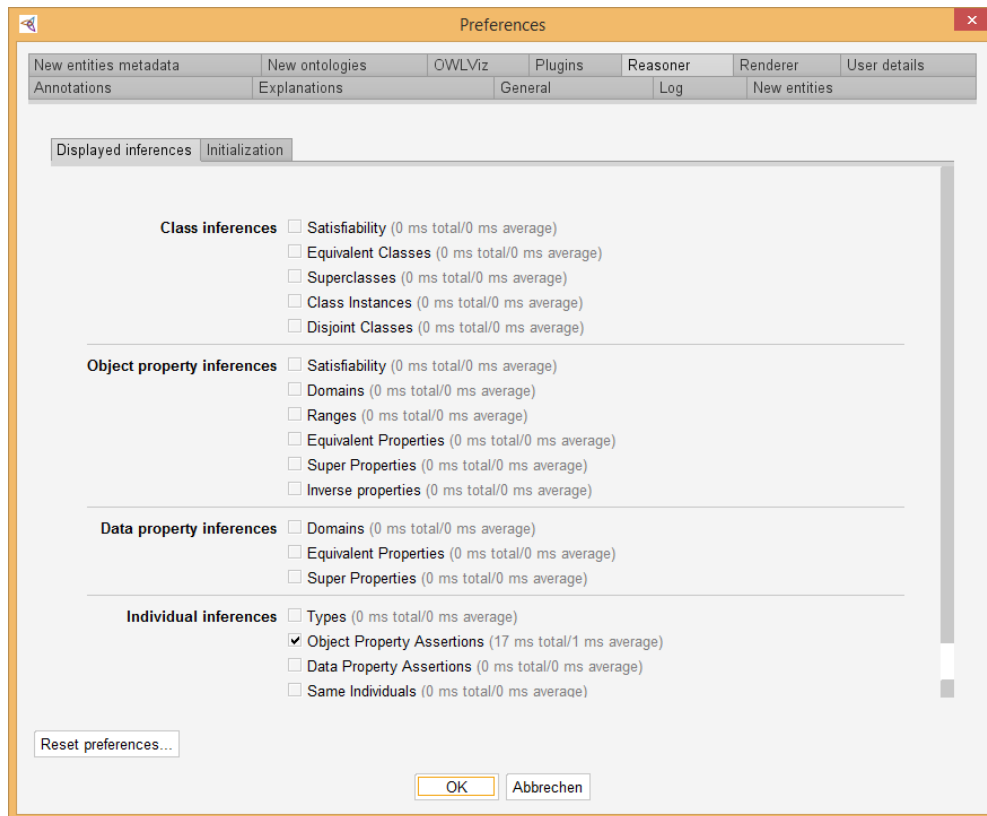 Preferences
New entities metadata New ontologies OWLViz Plugins Reasoner Renderer User details
Annotations Explanations General Log New entities
Displayed inferences Initialization
Class inferences Satisfiability (0 ms total/0 ms average)
Equivalent Classes (0 ms total/0 ms average)
Superclasses (0 ms total/0 ms average)
Class Instances (0 ms total/0 ms average)
Disjoint Classes (0 ms total/0 ms average)
Object property inferences Satisfiability (0 ms total/0 ms average)
Domains (0 ms total/0 ms average)
Ranges (0 ms total/0 ms average)
Equivalent Properties (0 ms total/0 ms average)
Super Properties (0 ms total/0 ms average)
Inverse properties (0 ms total/0 ms average)
Data property inferences Domains (0 ms total/0 ms average)
Equivalent Properties (0 ms total/0 ms average)
Super Properties (0 ms total/0 ms average)
Individual inferences Types (0 ms total/0 ms average)
Object Property Assertions (17 ms total/1 ms average)
Data Property Assertions (0 ms total/0 ms average)
Same Individuals (0 ms total/0 ms average)
Reset preferences...
OK Abbrechen